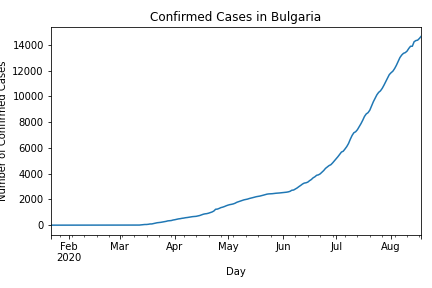 Confirmed Cases in Bulgaria
Number of Confirmed Cases
14000
12000
10000
8000
6000
4000
2000
0
Feb Mar Apr May Jun Jul Aug
2020
Day